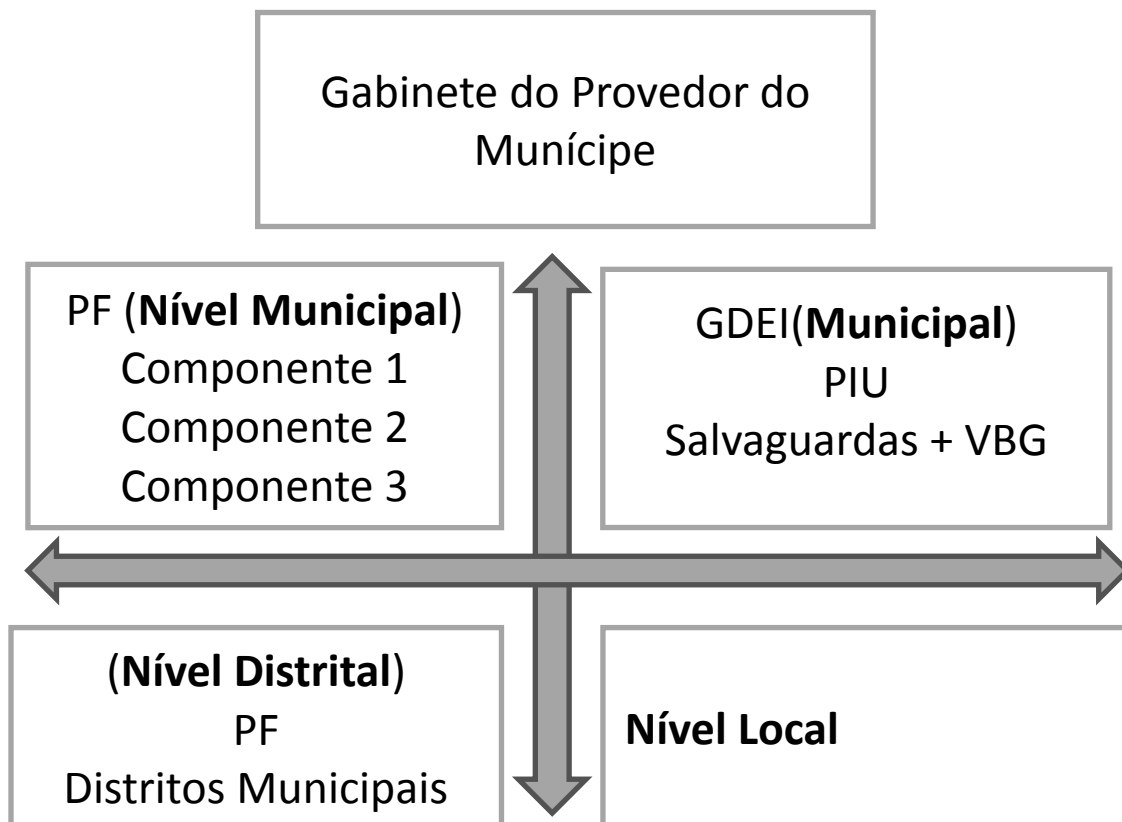 Gabinete do Provedor do
Munícipe
PF (Nível Municipal)
Componente 1
Componente 2
Componente 3
GDEI(Municipal)
PIU
Salvaguardas + VBG
(Nível Distrital)
PF
Distritos Municipais
Nível Local